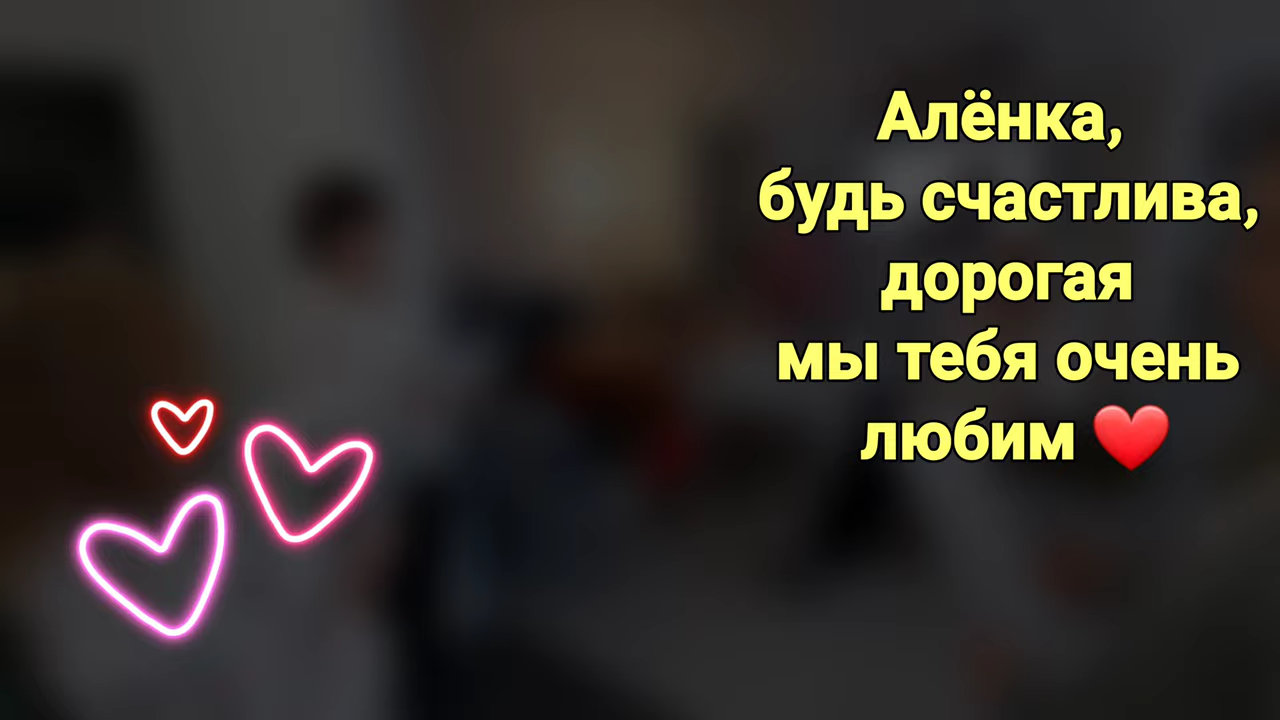 Алёнка,
будь счастлива,
дорогая
мы тебя очень
любим ❤️